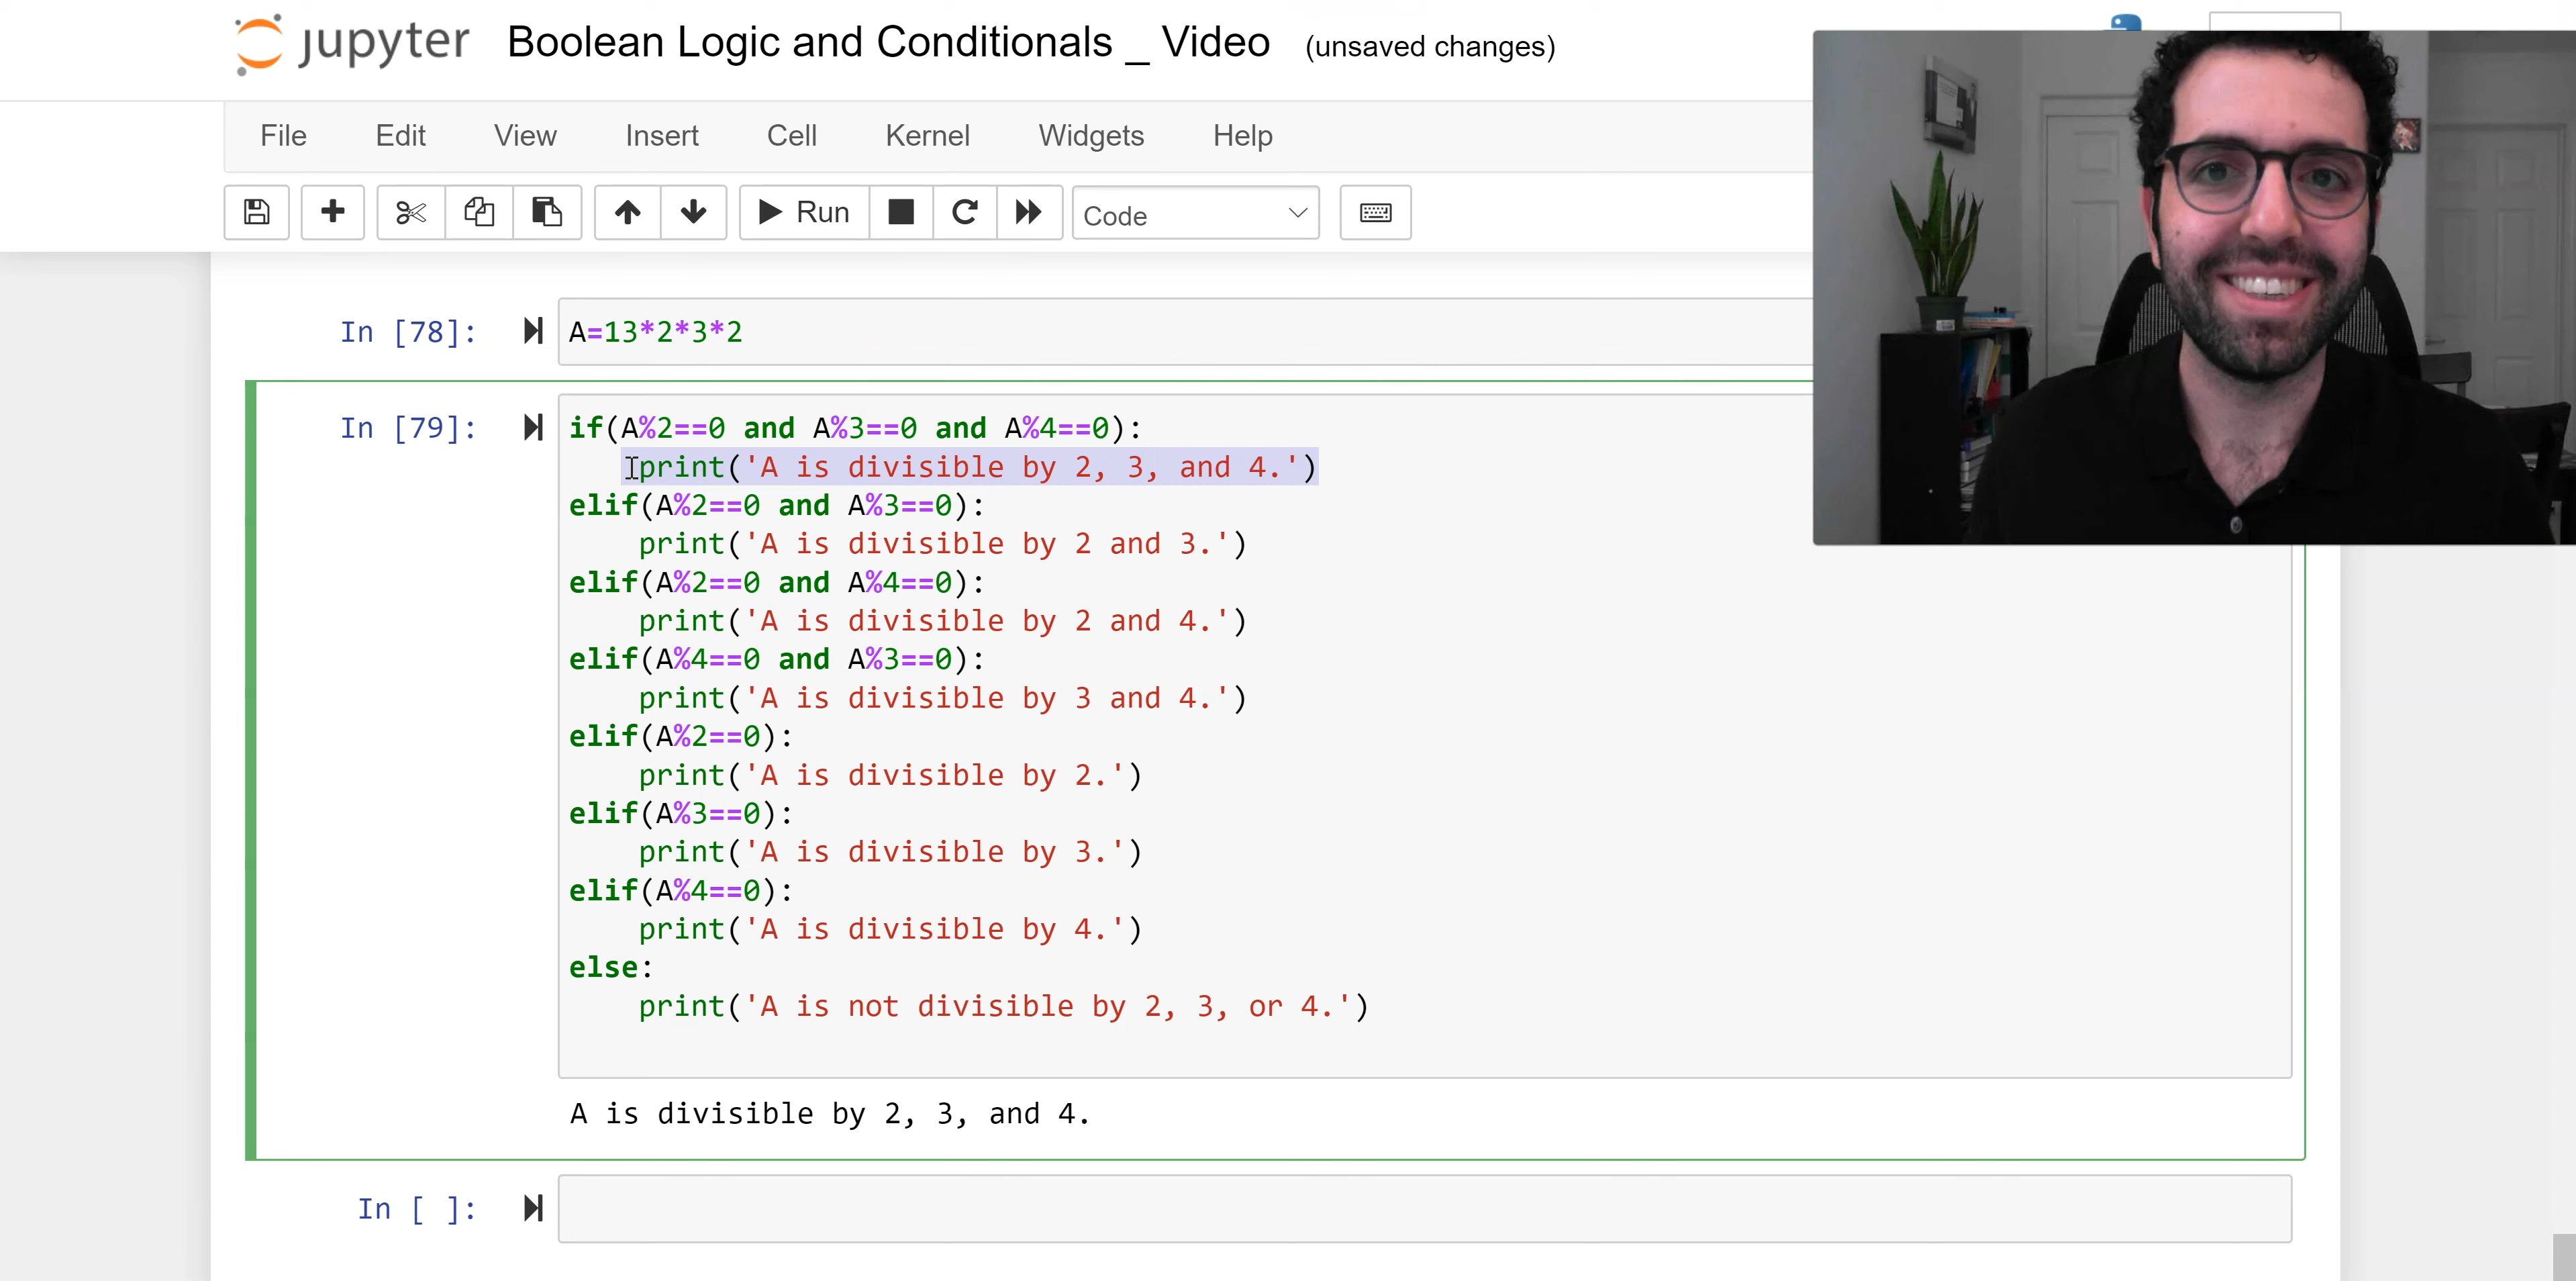 jupyter Boolean Logic and Conditionals _ Video (unsaved changes)
File Edit View Insert Cell Kernel Widgets Help
Run Code
In [78]: A=13*2*3*2
In [79]: if(A%2==0 and A%3==0 and A%4==0):
print('A is divisible by 2, 3, and 4.')
elif(A%2==0 and A%3==0):
print('A is divisible by 2 and 3.')
elif(A%2==0 and A%4==0):
print('A is divisible by 2 and 4.')
elif(A%4==0 and A%3==0):
print('A is divisible by 3 and 4.')
elif(A%2==0):
print('A is divisible by 2.')
elif(A%3==0):
print('A is divisible by 3.')
elif(A%4==0):
print('A is divisible by 4.')
else:
print('A is not divisible by 2, 3, or 4.')
A is divisible by 2, 3, and 4.
In [ ]: